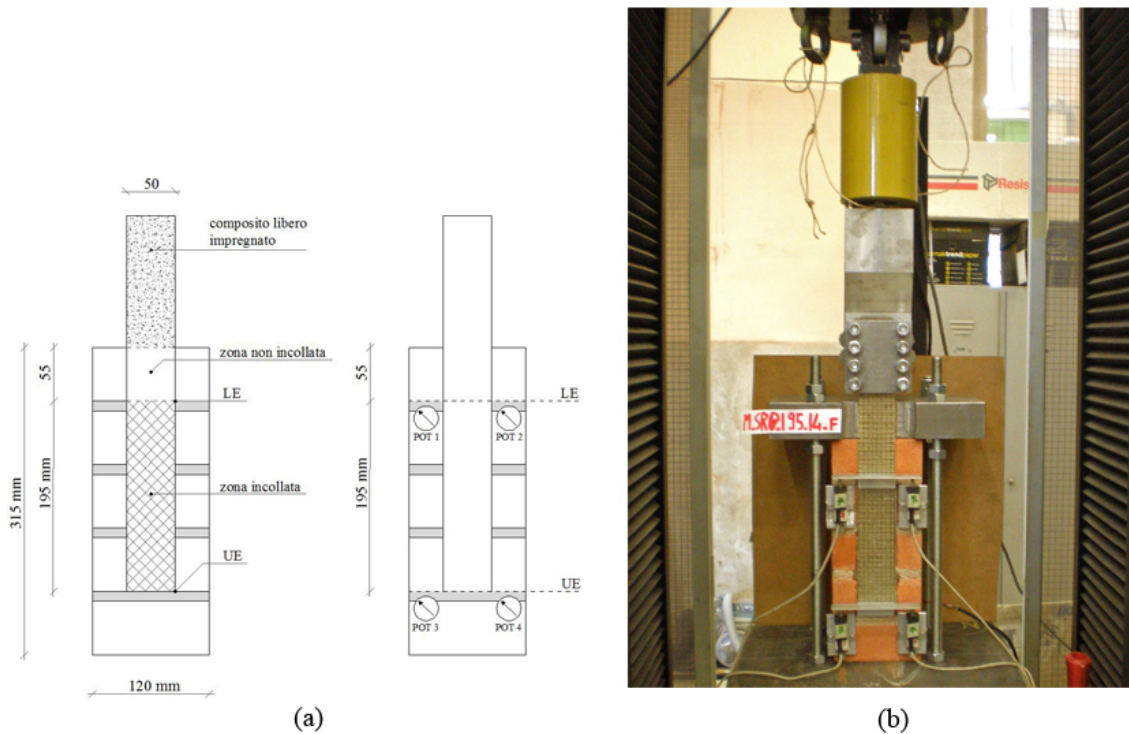 50
composito libero
impregnato
zona non incollata
LE
zona incollata
UE
55
195 mm
315 mm
120 mm
55
195 mm
LE
POT 1
POT 2
UE
POT 3
POT 4
(a)
Resis
M.SRP.195.14.F
(b)